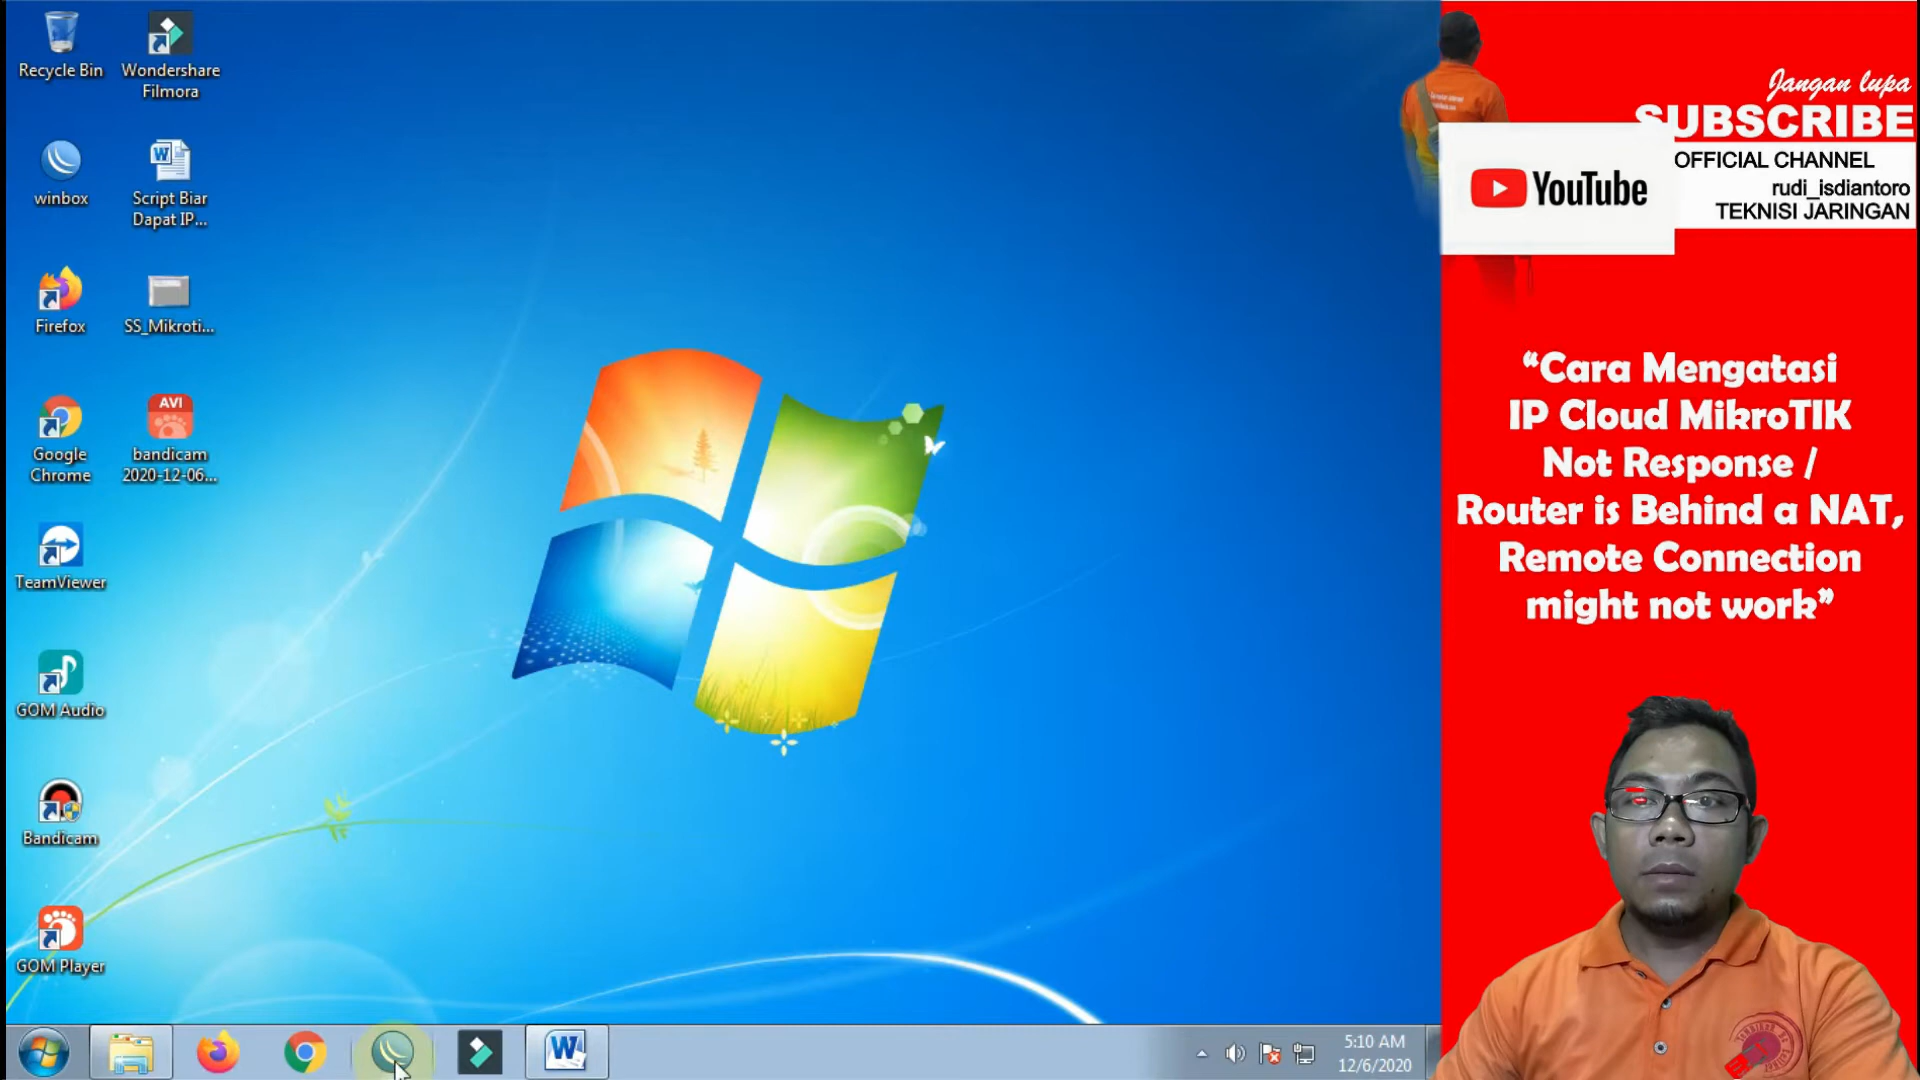 Recycle Bin
Wondershare
Filmora
winbox
Script Biar
Dapat IP...
Firefox
SS_Mikroti...
Google
Chrome
AVI
bandicam
2020-12-06...
TeamViewer
GOM Audio
Bandicam
GOM Player
5:10 AM
12/6/2020
Jangan lupa
SUBSCRIBE
YouTube
OFFICIAL CHANNEL
rudi_isdiantoro
TEKNISI JARINGAN
“Cara Mengatasi
IP Cloud MikroTIK
Not Response /
Router is Behind a NAT,
Remote Connection
might not work”